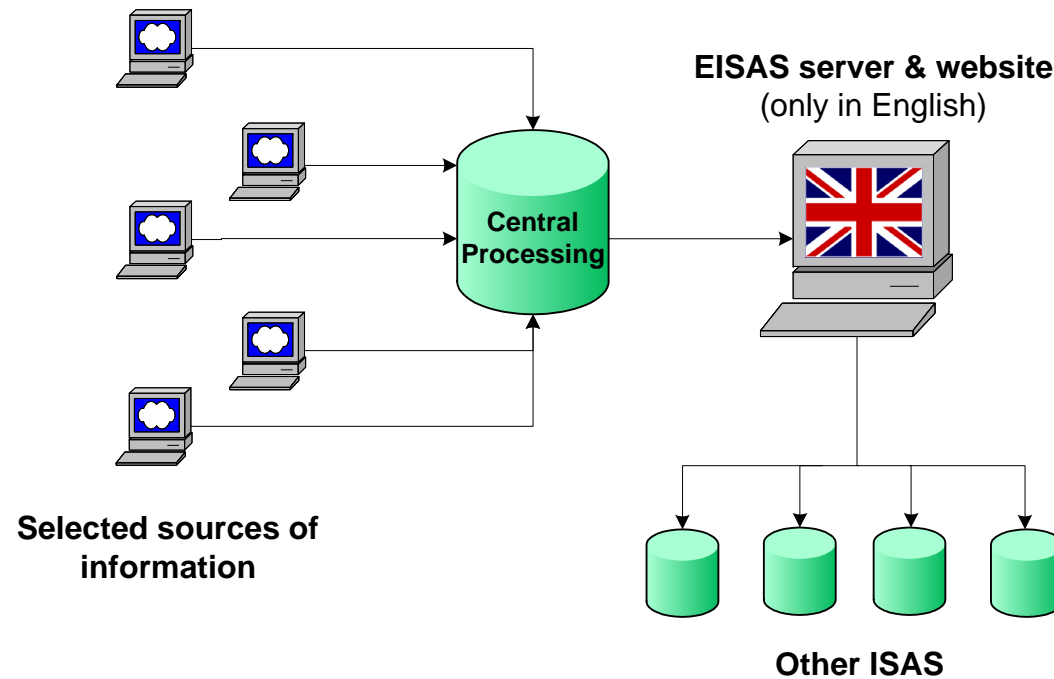 EISAS server & website
(only in English)
Central
Processing
Selected sources of
information
Other ISAS